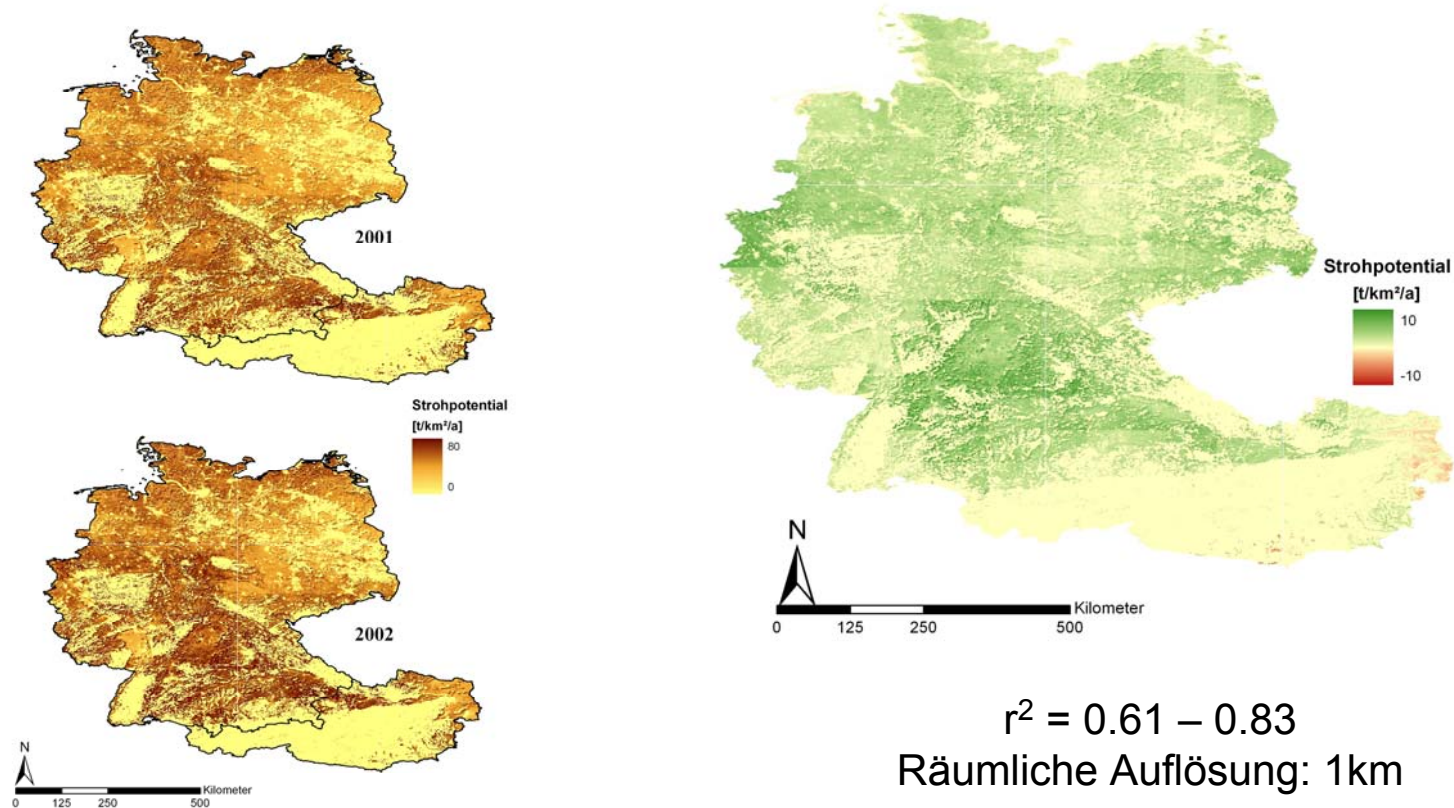 2001
Strohpotential
[t/km²/a]
80
0
2002
N
Kilometer
0 125 250 500
Strohpotential
[t/km²/a]
10
-10
N
Kilometer
0 125 250 500
r² = 0.61 – 0.83
Räumliche Auflösung: 1km